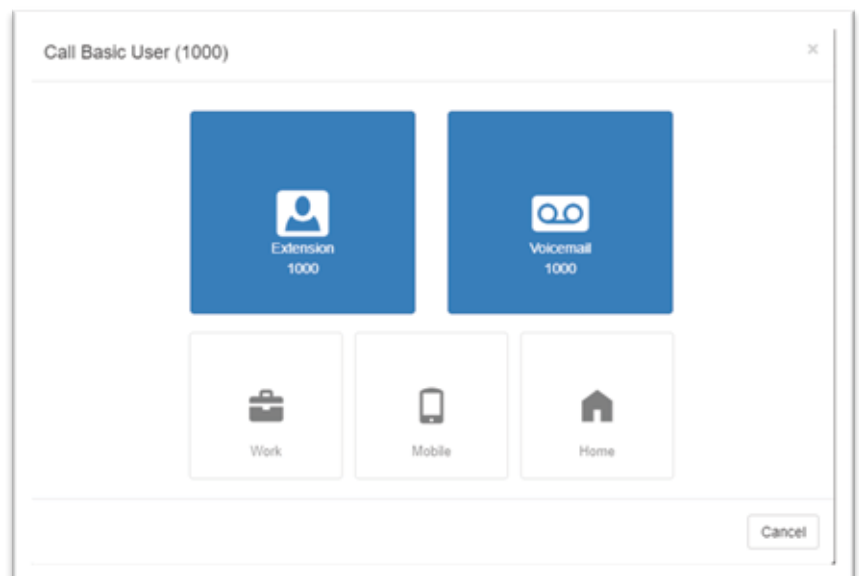 Call Basic User (1000)
×
Extension
1000
Voicemail
1000
Work
Mobile
Home
Cancel